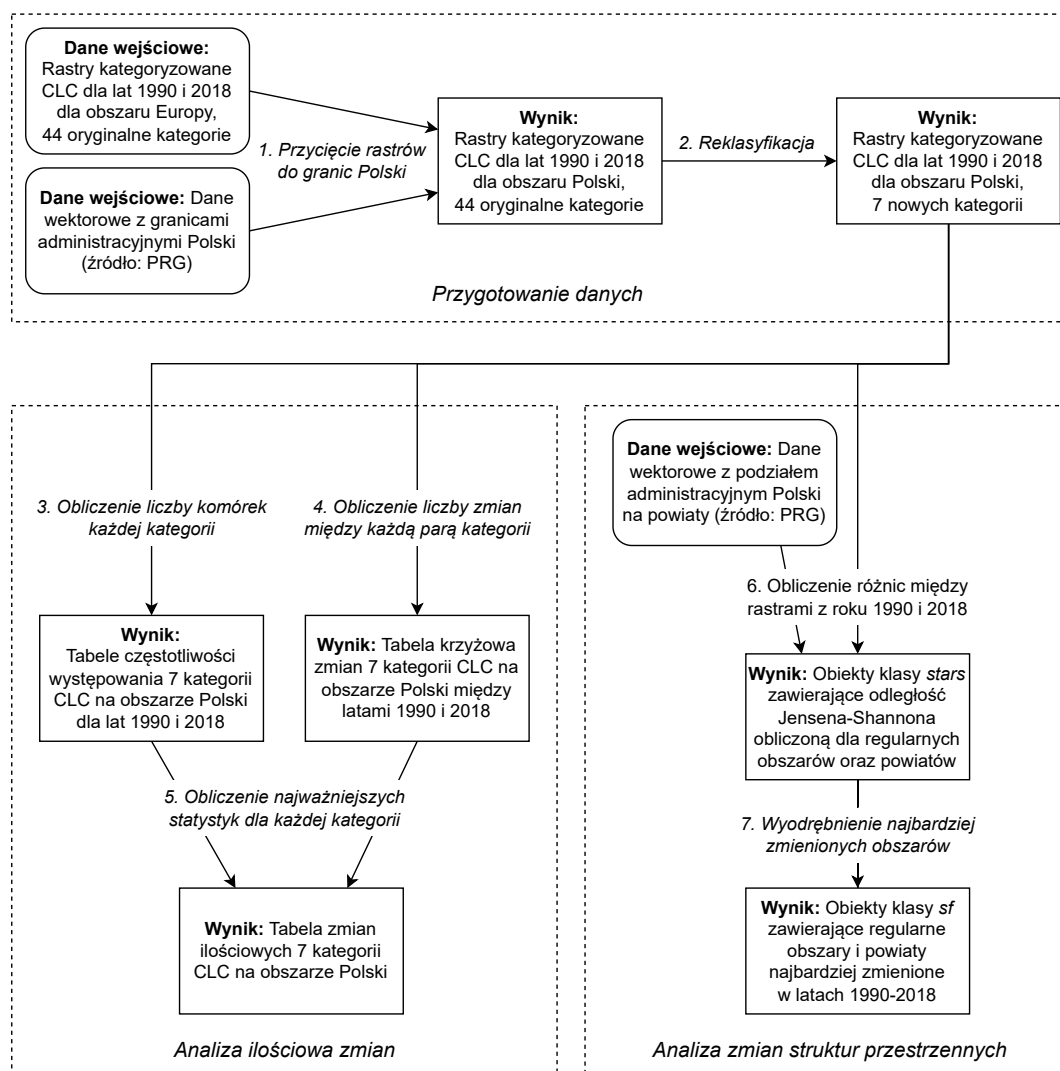 Dane wejściowe:
Rastry kategoryzowane
CLC dla lat 1990 i 2018
dla obszaru Europy,
44 oryginalne kategorie
Dane wejściowe: Dane
wektorowe z granicami
administracyjnymi Polski
(źródło: PRG)
1. Przycięcie rastrów
do granic Polski
Wynik:
Rastry kategoryzowane
CLC dla lat 1990 i 2018
dla obszaru Polski,
44 oryginalne kategorie
2. Reklasyfikacja
Wynik:
Rastry kategoryzowane
CLC dla lat 1990 i 2018
dla obszaru Polski,
7 nowych kategorii
Przygotowanie danych
3. Obliczenie liczby komórek
każdej kategorii
4. Obliczenie liczby zmian
między każdą parą kategorii
Wynik:
Tabele częstotliwości
występowania 7 kategorii
CLC na obszarze Polski
dla lat 1990 i 2018
Wynik: Tabela krzyżowa
zmian 7 kategorii CLC na
obszarze Polski między
latami 1990 i 2018
5. Obliczenie najważniejszych
statystyk dla każdej kategorii
Wynik: Tabela zmian
ilościowych 7 kategorii
CLC na obszarze Polski
Analiza ilościowa zmian
Dane wejściowe: Dane
wektorowe z podziałem
administracyjnym Polski
na powiaty (źródło: PRG)
6. Obliczenie różnic między
rastrami z roku 1990 i 2018
Wynik: Obiekty klasy stars
zawierające odległość
Jensena-Shannona
obliczoną dla regularnych
obszarów oraz powiatów
7. Wyodrębnienie najbardziej
zmienionych obszarów
Wynik: Obiekty klasy sf
zawierające regularne
obszary i powiaty
najbardziej zmienione
w latach 1990-2018
Analiza zmian struktur przestrzennych